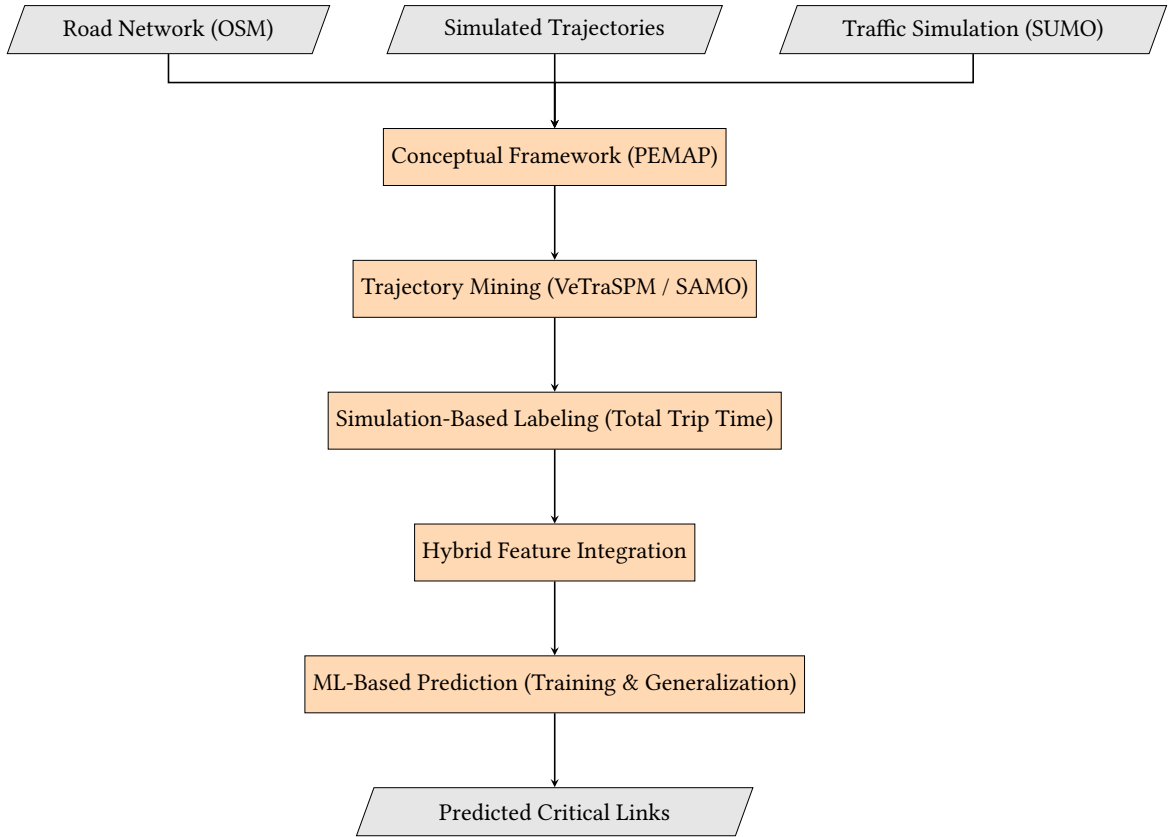 Road Network (OSM)
Simulated Trajectories
Traffic Simulation (SUMO)
Conceptual Framework (PEMAP)
Trajectory Mining (VeTraSPM / SAMO)
Simulation-Based Labeling (Total Trip Time)
Hybrid Feature Integration
ML-Based Prediction (Training & Generalization)
Predicted Critical Links